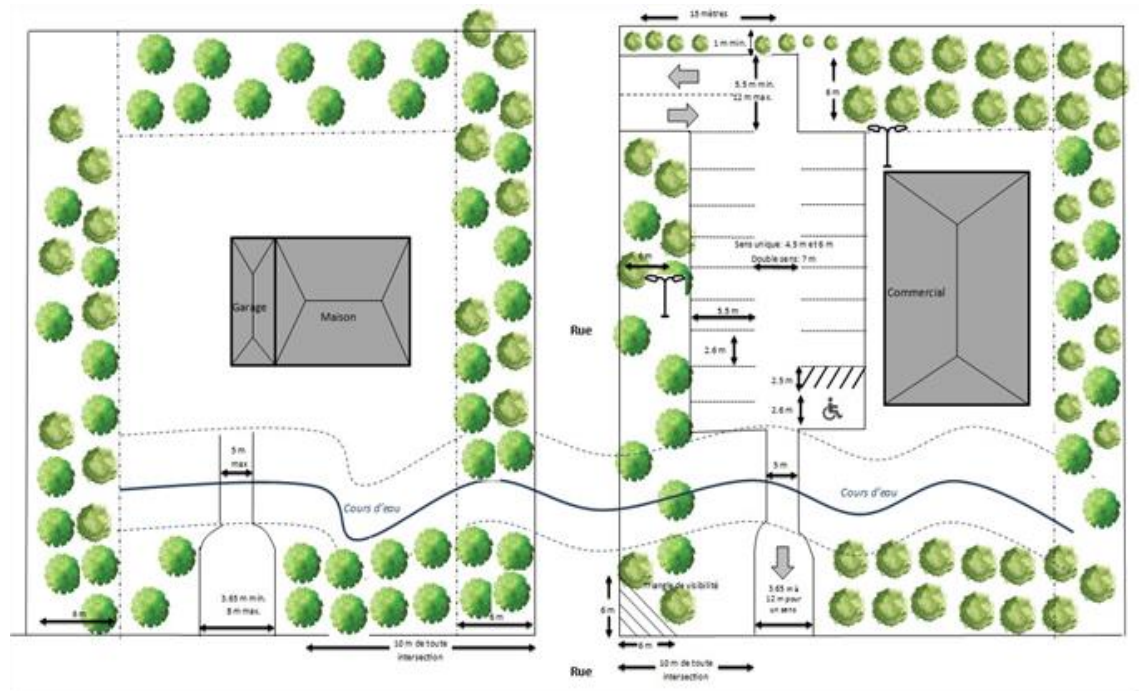 Garage
Maison
5 m
max
Cours d'eau
3.65 m min.
8 m max.
6 m
6 m
10 m de toute
intersection
Rue
Rue
15 mètres
1 m min.
5.5 m min.
12 m max.
6 m
Sens unique: 4.5 m et 6 m
Double sens: 7 m
6 m
5.5 m
2.6 m
2.5 m
2.6 m
Commercial
5 m
Cours d'eau
Triangle de visibilité
6 m
6 m
3.65 m à
12 m pour
un sens
10 m de toute
intersection